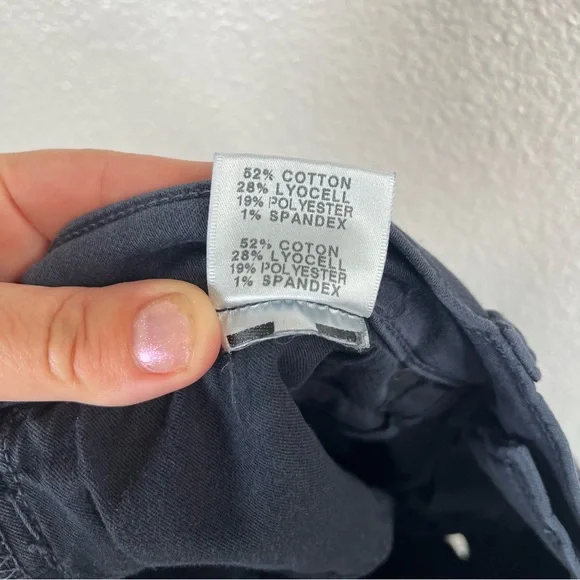 52% COTTON
28% LYOCELL
19% POLYESTER
1% SPANDEX
52% COTON
28% LYOCELL
19% POLYESTER
1% SPANDEX